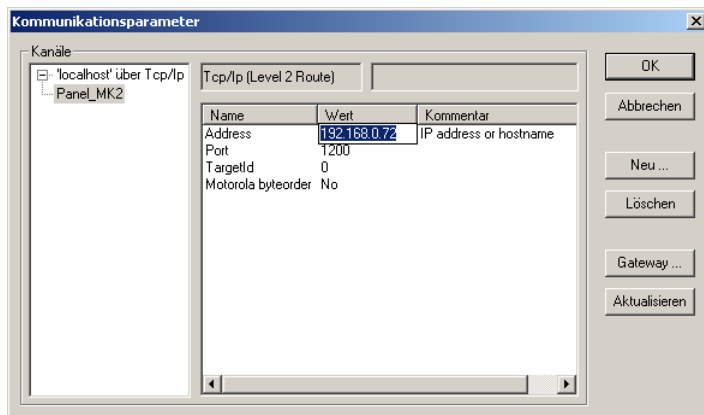 Kommunikationsparameter
Kanäle
'localhost' über Tcp/Ip
Panel_MK2
Tcp/Ip (Level 2 Route)
Name Wert Kommentar
Address 192.168.0.72 IP address or hostname
Port 1200
TargetId 0
Motorola byteorder No
OK
Abbrechen
Neu ...
Löschen
Gateway ...
Aktualisieren